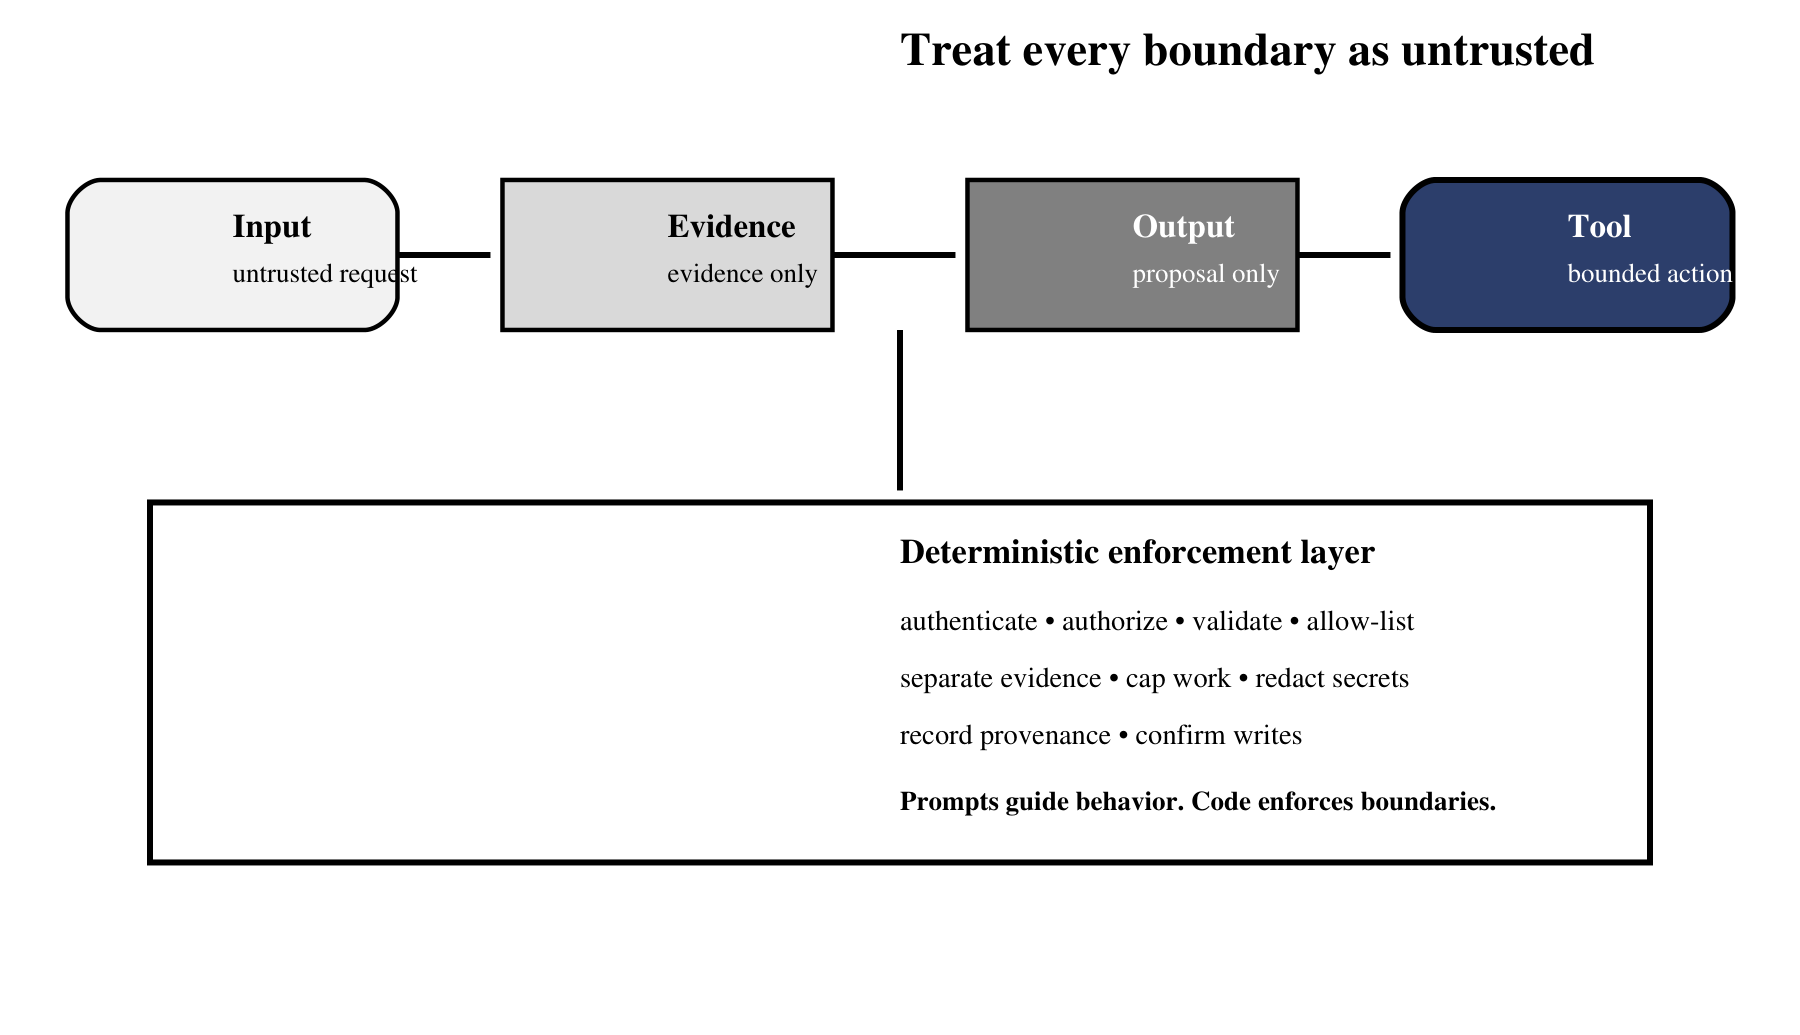 Treat every boundary as untrusted
Input
untrusted request
Evidence
evidence only
Output
proposal only
Tool
bounded action
Deterministic enforcement layer
authenticate • authorize • validate • allow-list
separate evidence • cap work • redact secrets
record provenance • confirm writes
Prompts guide behavior. Code enforces boundaries.